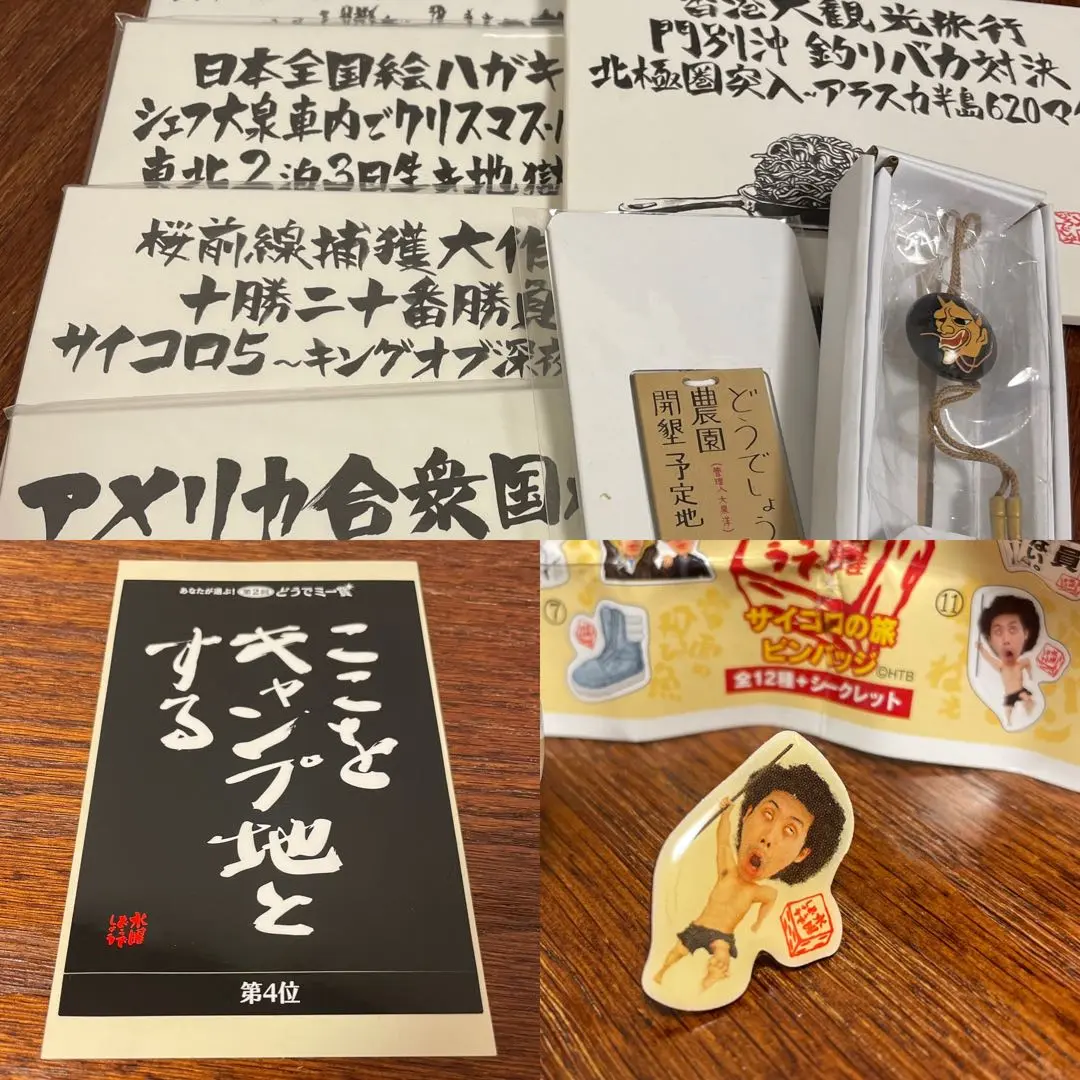 日本全国絵ハガキ
シェフ大泉車内でクリスマス
東北2泊3日生き地獄
桜前線捕獲大作
十勝二十番勝負
サイコロ5~キングオブ深夜
アメリカ合衆国
香港大観光旅行
門別沖 釣りバカ対決
北極圏突入‥アラスカ半島620マ
どうでしょう
農園
(管理人大泉洋)
開墾予定地
あなたが選ぶ!第2回どうでミー賞
ここを
キャンプ地と
する
水曜
どうで
しょう
第4位
ない。
員
⑦
⑪
サイコロの旅
ピンバッジ
©HTB
全12種+シークレット